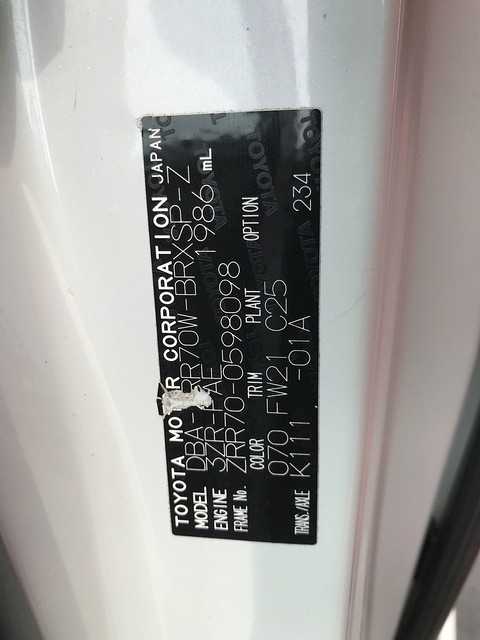 TOYOTA MOTOR CORPORATION JAPAN
MODEL DBA-ZRR70W-BRXSP-Z
ENGINE 3ZR-FAE 1986 mL
FRAME No. ZRR70-0598098
COLOR TRIM PLANT OPTION
070 FW21 C25 234
TRANS./AXLE K111 -01A